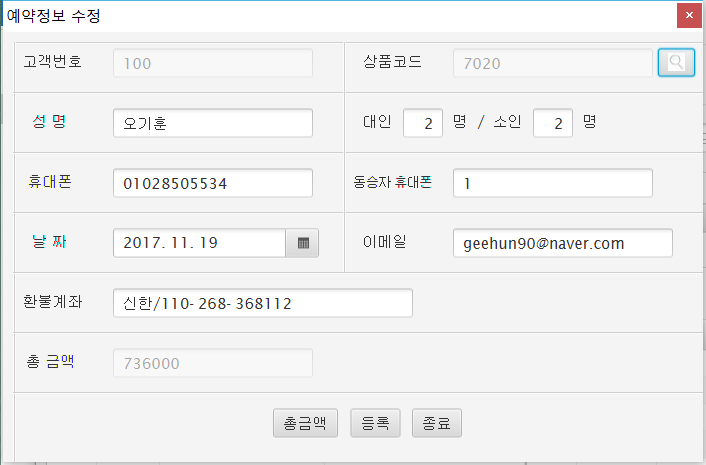 예약정보 수정
고객번호 100 상품코드 7020
성 명 오기훈 대인 2 명 / 소인 2 명
휴대폰 01028505534 동승자 휴대폰 1
날 짜 2017. 11. 19 이메일 geehun90@naver.com
환불계좌 신한/110- 268- 368112
총 금액 736000
총금액 등록 종료